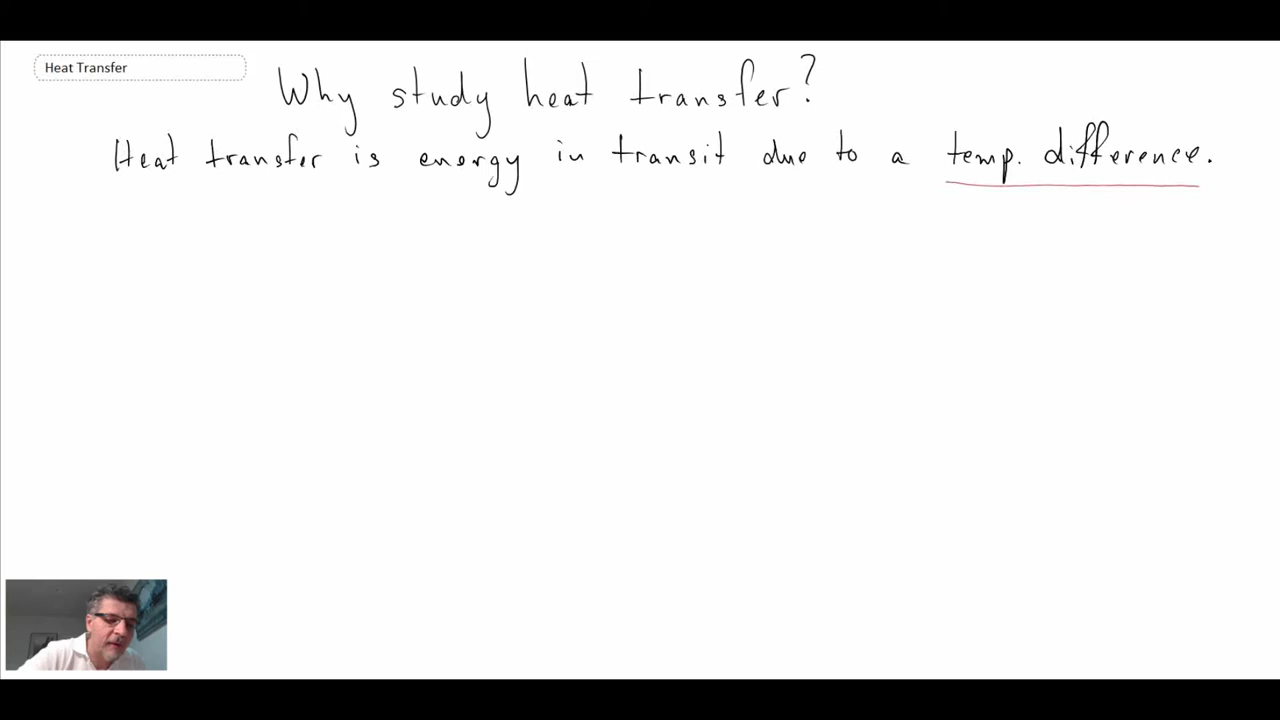 Heat Transfer
Why study heat transfer?
Heat transfer is energy in transit due to a temp. difference.